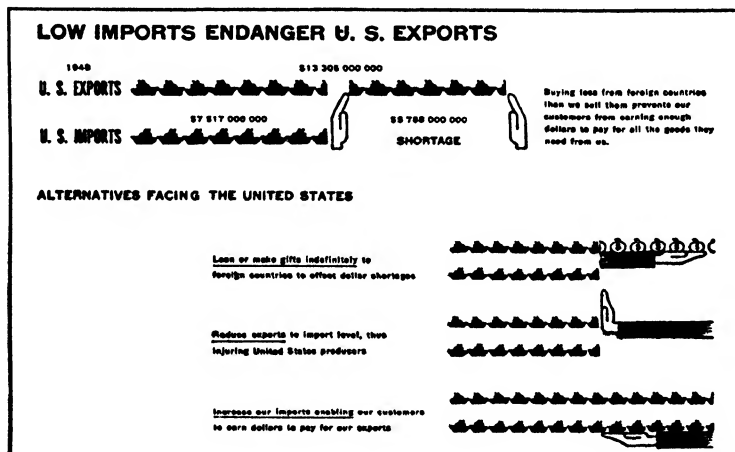 LOW IMPORTS ENDANGER U. S. EXPORTS
1948
$13 305 000 000
U. S. EXPORTS
Buying less from foreign countries
than we sell them prevents our
customers from earning enough
dollars to pay for all the goods they
need from us.
$7 517 000 000
$5 788 000 000
U. S. IMPORTS
SHORTAGE
ALTERNATIVES FACING THE UNITED STATES
Loan or make gifts indefinitely to
foreign countries to offset dollar shortages
Reduce exports to import level, thus
injuring United States producers
Increase our imports enabling our customers
to earn dollars to pay for our exports